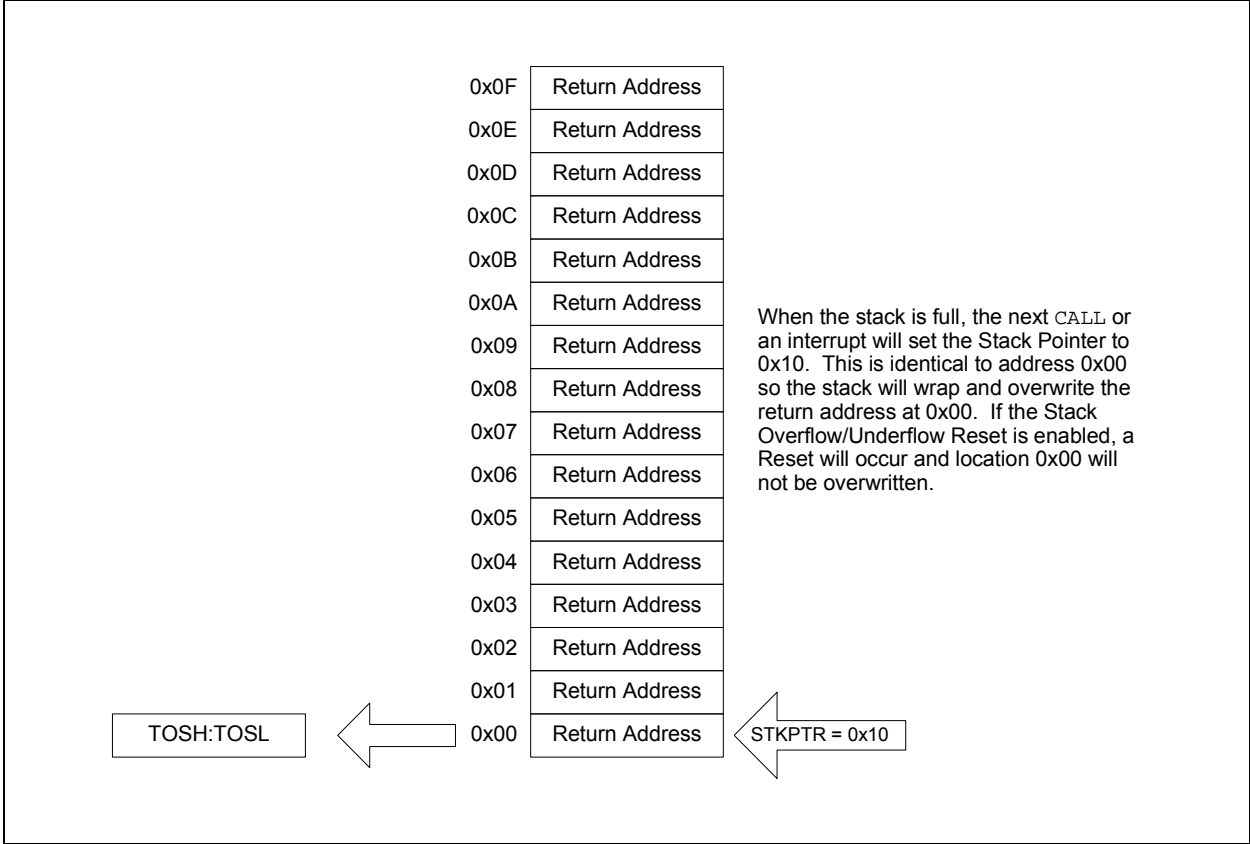 0x0F Return Address
0x0E Return Address
0x0D Return Address
0x0C Return Address
0x0B Return Address
0x0A Return Address
0x09 Return Address
0x08 Return Address
0x07 Return Address
0x06 Return Address
0x05 Return Address
0x04 Return Address
0x03 Return Address
0x02 Return Address
0x01 Return Address
TOSH:TOSL 0x00 Return Address STKPTR = 0x10
When the stack is full, the next CALL or
an interrupt will set the Stack Pointer to
0x10. This is identical to address 0x00
so the stack will wrap and overwrite the
return address at 0x00. If the Stack
Overflow/Underflow Reset is enabled, a
Reset will occur and location 0x00 will
not be overwritten.